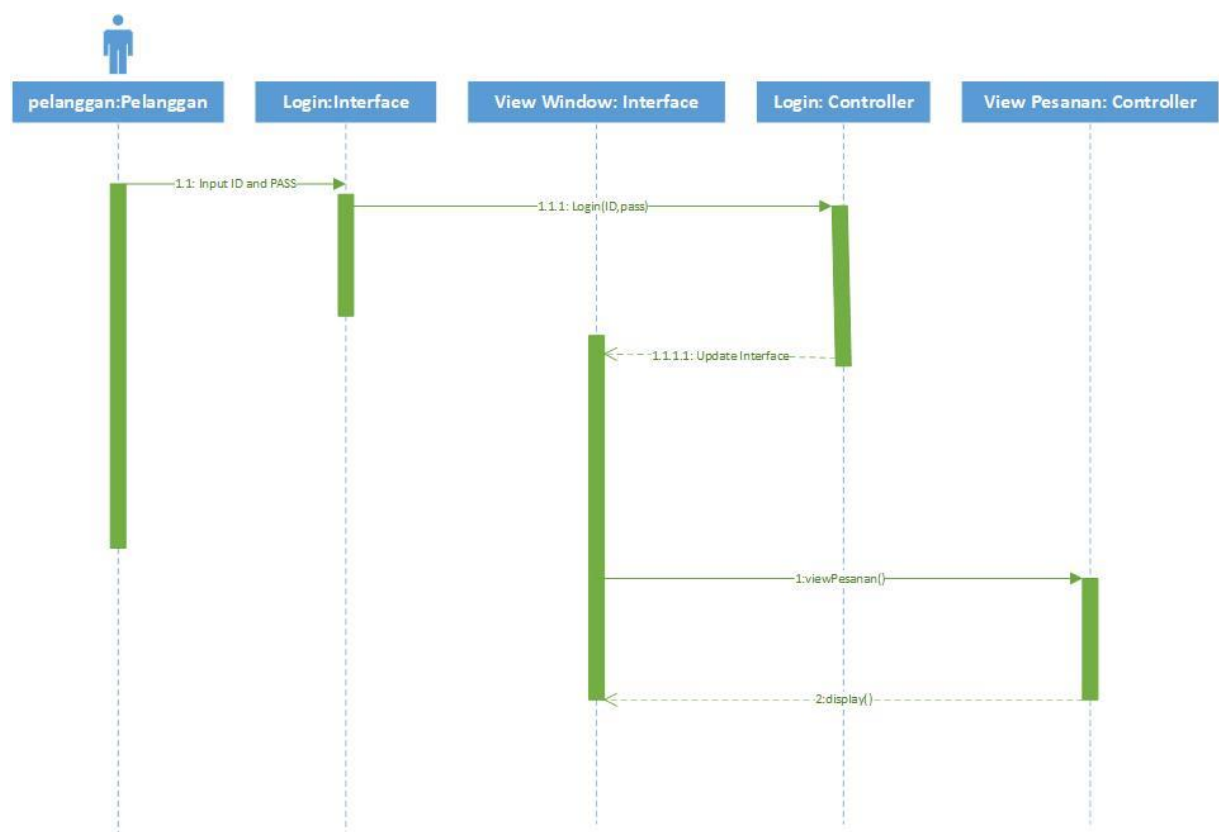 pelanggan:Pelanggan
Login:Interface
View Window: Interface
Login: Controller
View Pesanan: Controller
1.1: Input ID and PASS
1.1.1: Login(ID,pass)
1.1.1.1: Update Interface
1:viewPesanan()
2:display()